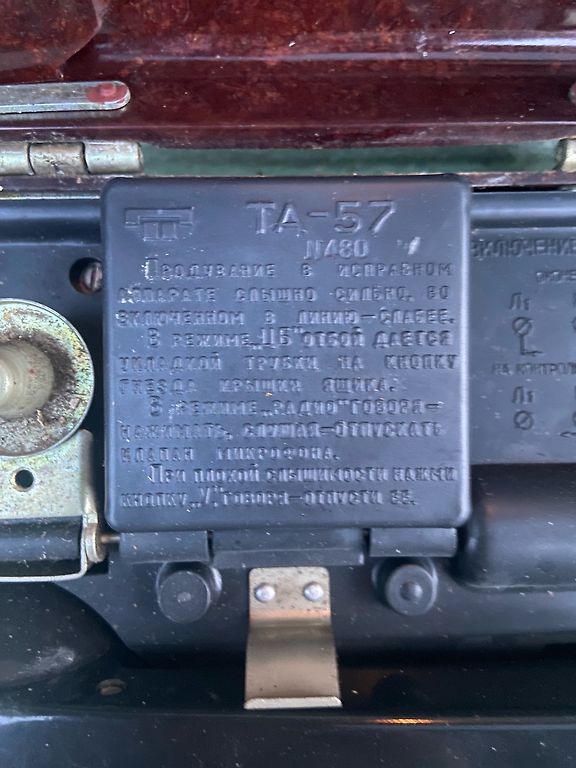 ТА-57
N480
Продувание в исправном
аппарате слышно сильно, во
включенном в линию—слабее.
В режиме „ЦБ" отбой дается
укладкой трубки на кнопку
гнезда крышки ящика.
В режиме „Радио" говоря—
нажимать, слушая—отпускать
клапан микрофона.
При плохой слышимости нажми
кнопку „У", говоря—отпусти ее.
ВКЛЮЧЕНИЕ
Л1
НА КОНТРОЛ
Л1